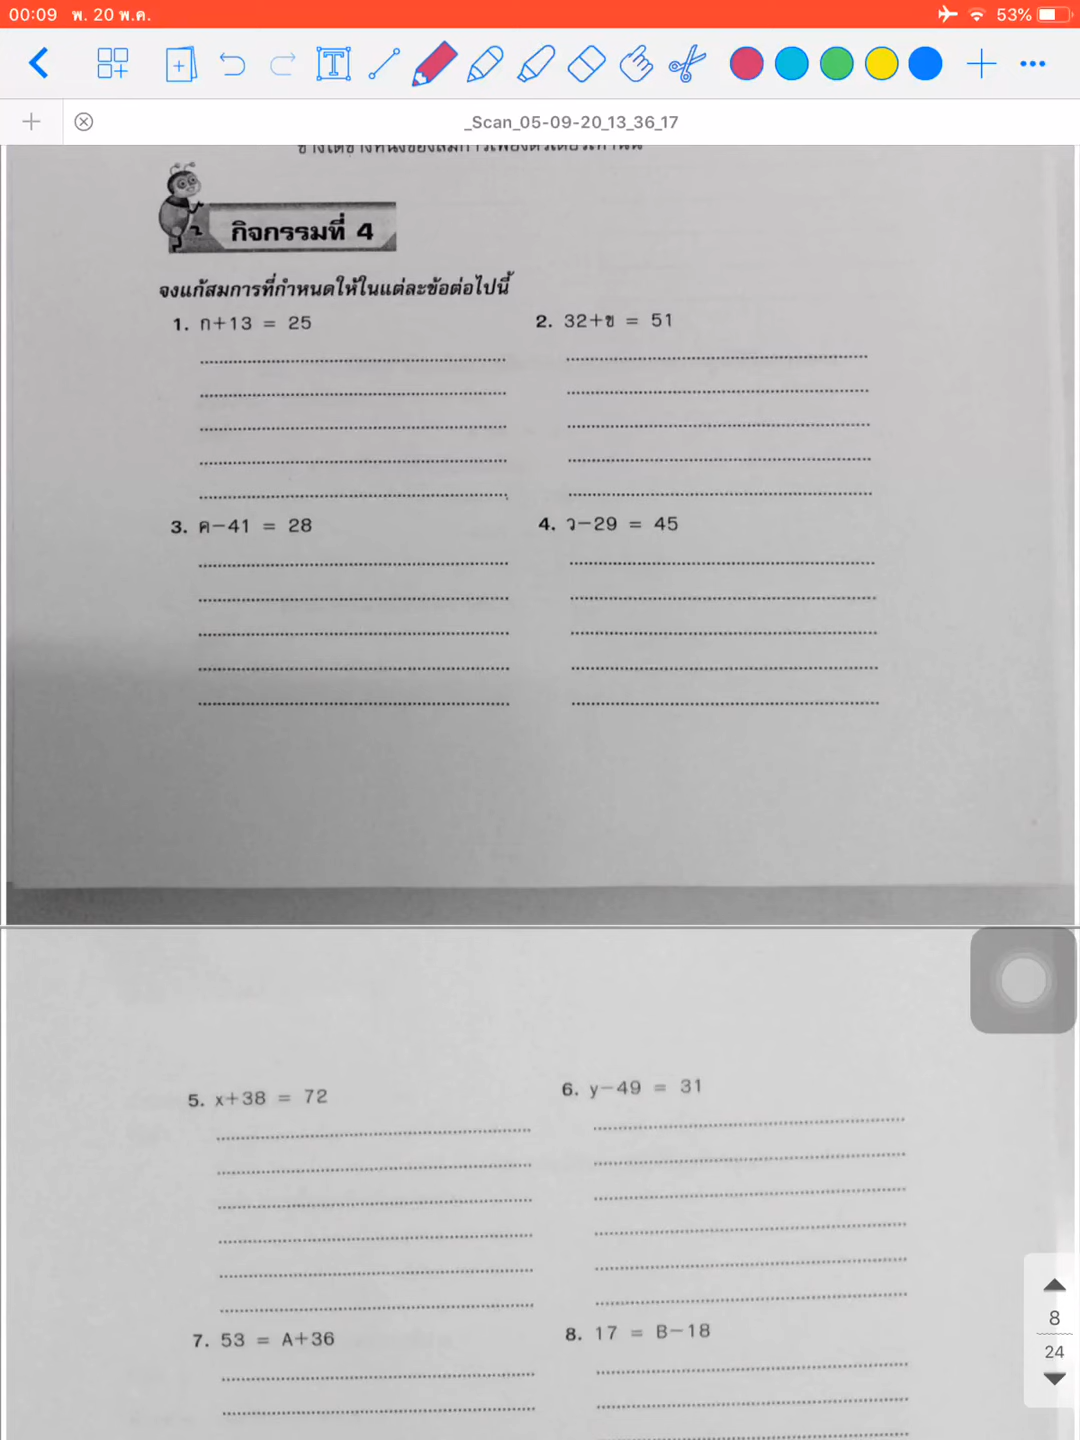 00:09 พ. 20 พ.ค.
53%
_Scan_05-09-20_13_36_17
กิจกรรมที่ 4
จงแก้สมการที่กำหนดให้ในแต่ละข้อต่อไปนี้
1. ก+13 = 25
2. 32+ข = 51
3. ค-41 = 28
4. ว-29 = 45
5. x+38 = 72
6. y-49 = 31
7. 53 = A+36
8. 17 = B-18
8
24